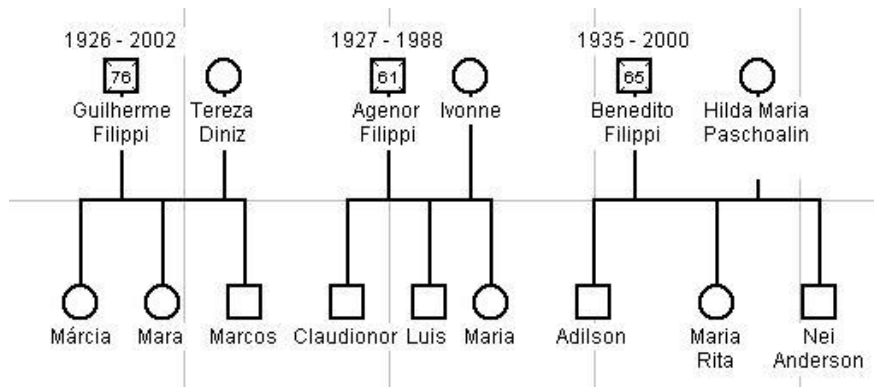 1926 - 2002
1927 - 1988
1935 - 2000
76
61
65
Guilherme
Filippi
Tereza
Diniz
Agenor
Filippi
Ivonne
Benedito
Filippi
Hilda Maria
Paschoalin
Márcia
Mara
Marcos
Claudionor
Luis
Maria
Adilson
Maria
Rita
Nei
Anderson